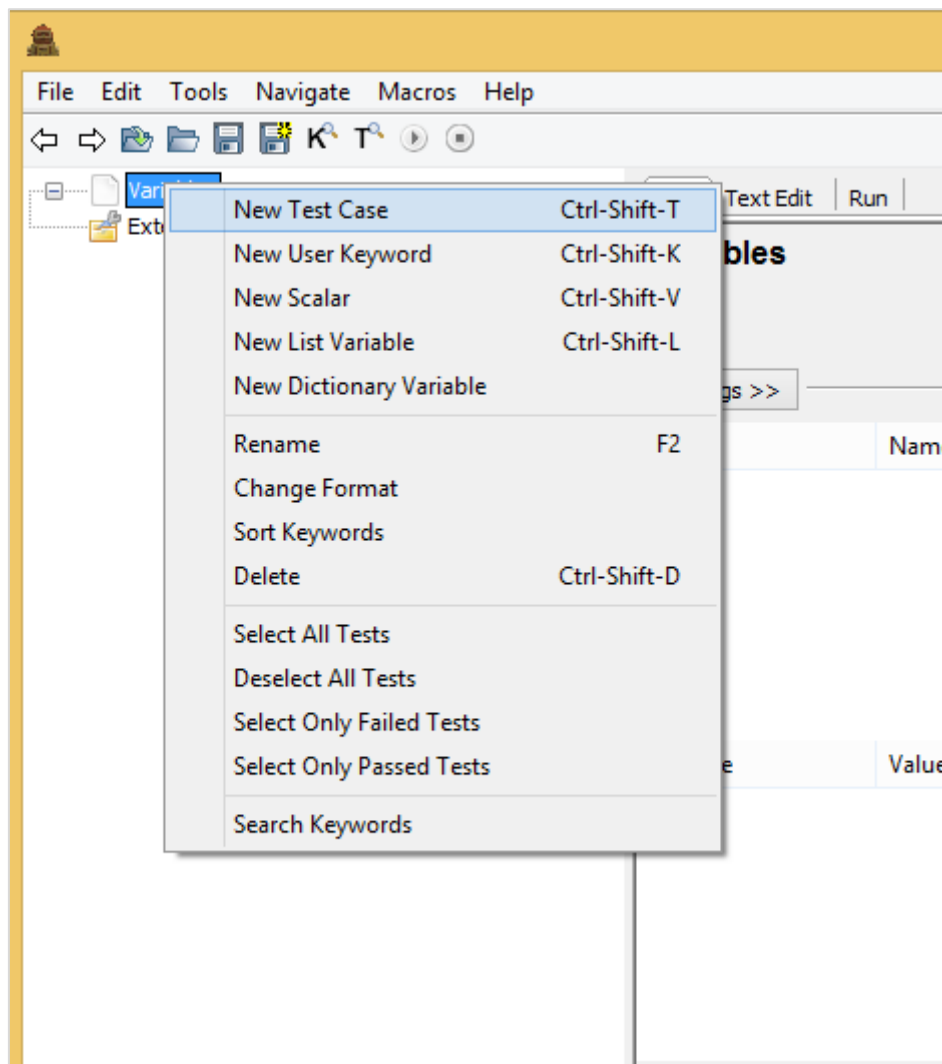 File Edit Tools Navigate Macros Help
K T
Text Edit Run
New Test Case Ctrl-Shift-T
New User Keyword Ctrl-Shift-K
New Scalar Ctrl-Shift-V
New List Variable Ctrl-Shift-L
New Dictionary Variable
>>
Rename F2
Change Format
Sort Keywords
Delete Ctrl-Shift-D
Select All Tests
Deselect All Tests
Select Only Failed Tests
Select Only Passed Tests
Value
Search Keywords